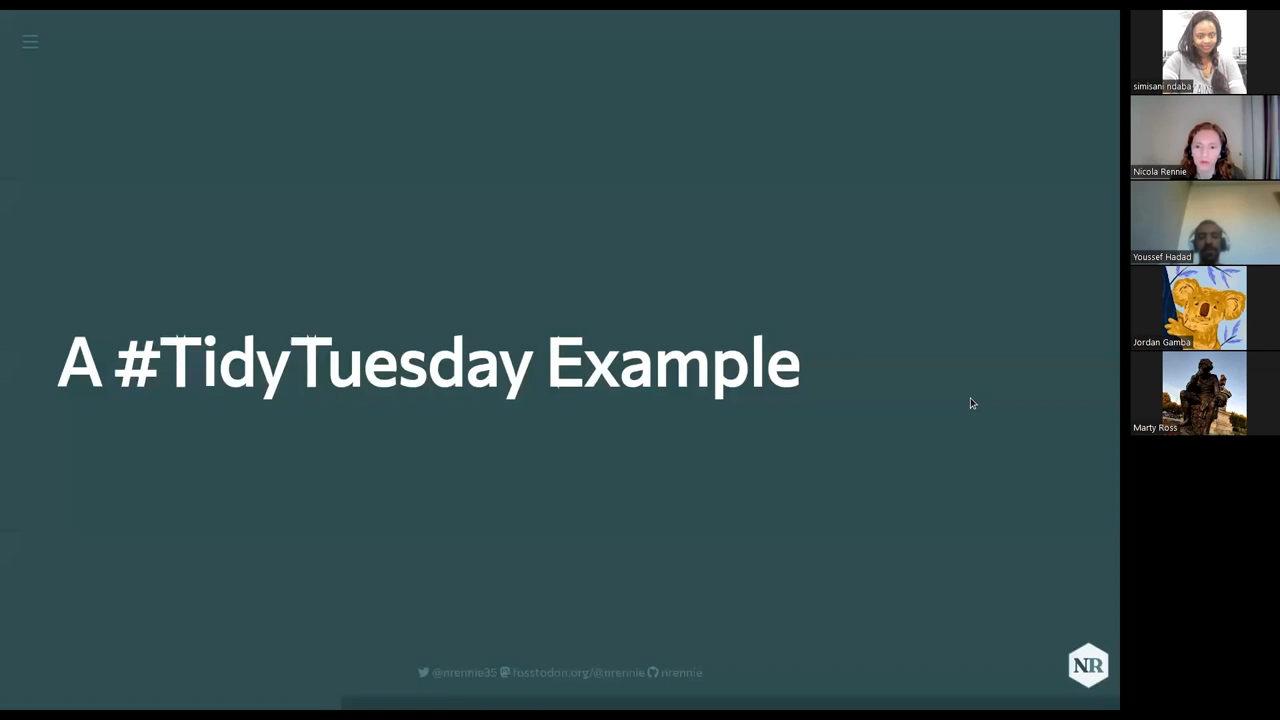 A #TidyTuesday Example
@nrennie35 fosstodon.org/@nrennie nrennie
NR
simisani ndaba
Nicola Rennie
Youssef Hadad
Jordan Gamba
Marty Ross